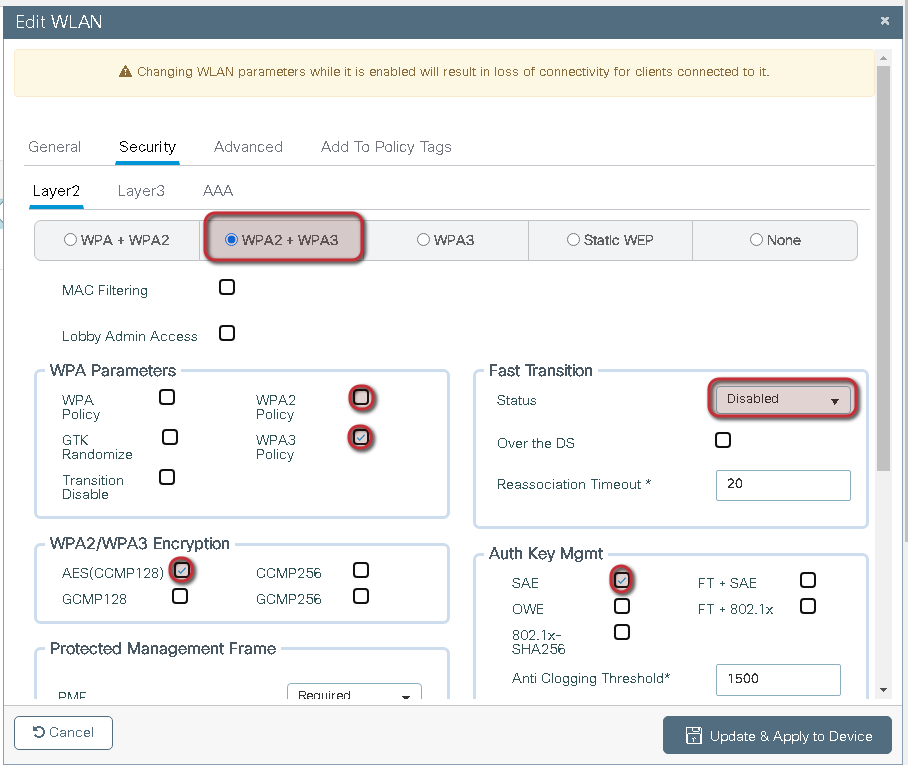 Edit WLAN
×
Changing WLAN parameters while it is enabled will result in loss of connectivity for clients connected to it.
General Security Advanced Add To Policy Tags
Layer2 Layer3 AAA
WPA + WPA2 WPA2 + WPA3 WPA3 Static WEP None
MAC Filtering
Lobby Admin Access
WPA Parameters
WPA
Policy
WPA2
Policy
GTK
Randomize
WPA3
Policy
Transition
Disable
Fast Transition
Status Disabled
Over the DS
Reassociation Timeout * 20
WPA2/WPA3 Encryption
AES(CCMP128) CCMP256
GCMP128 GCMP256
Auth Key Mgmt
SAE FT + SAE
OWE FT + 802.1x
802.1x-
SHA256
Anti Clogging Threshold* 1500
Protected Management Frame
PMF Required
Cancel Update & Apply to Device